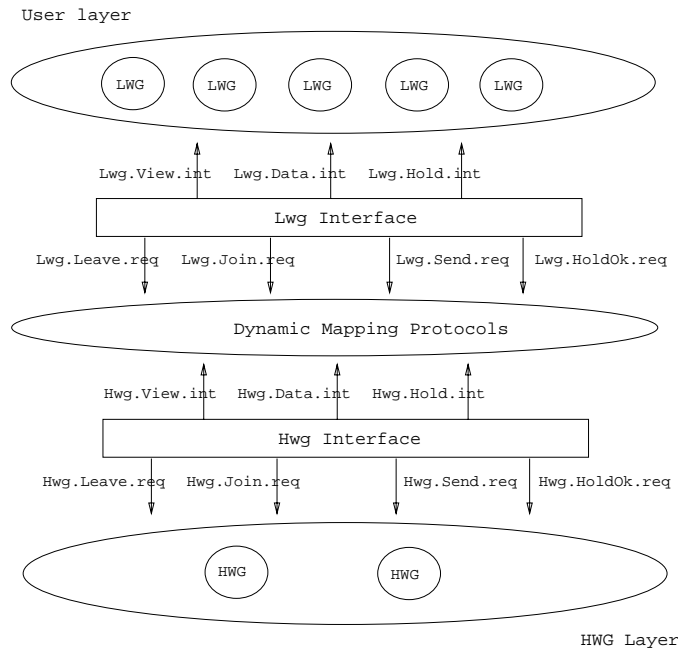 User layer
LWG LWG LWG LWG LWG
Lwg.View.int Lwg.Data.int Lwg.Hold.int
Lwg Interface
Lwg.Leave.req Lwg.Join.req Lwg.Send.req Lwg.HoldOk.req
Dynamic Mapping Protocols
Hwg.View.int Hwg.Data.int Hwg.Hold.int
Hwg Interface
Hwg.Leave.req Hwg.Join.req Hwg.Send.req Hwg.HoldOk.req
HWG HWG
HWG Layer